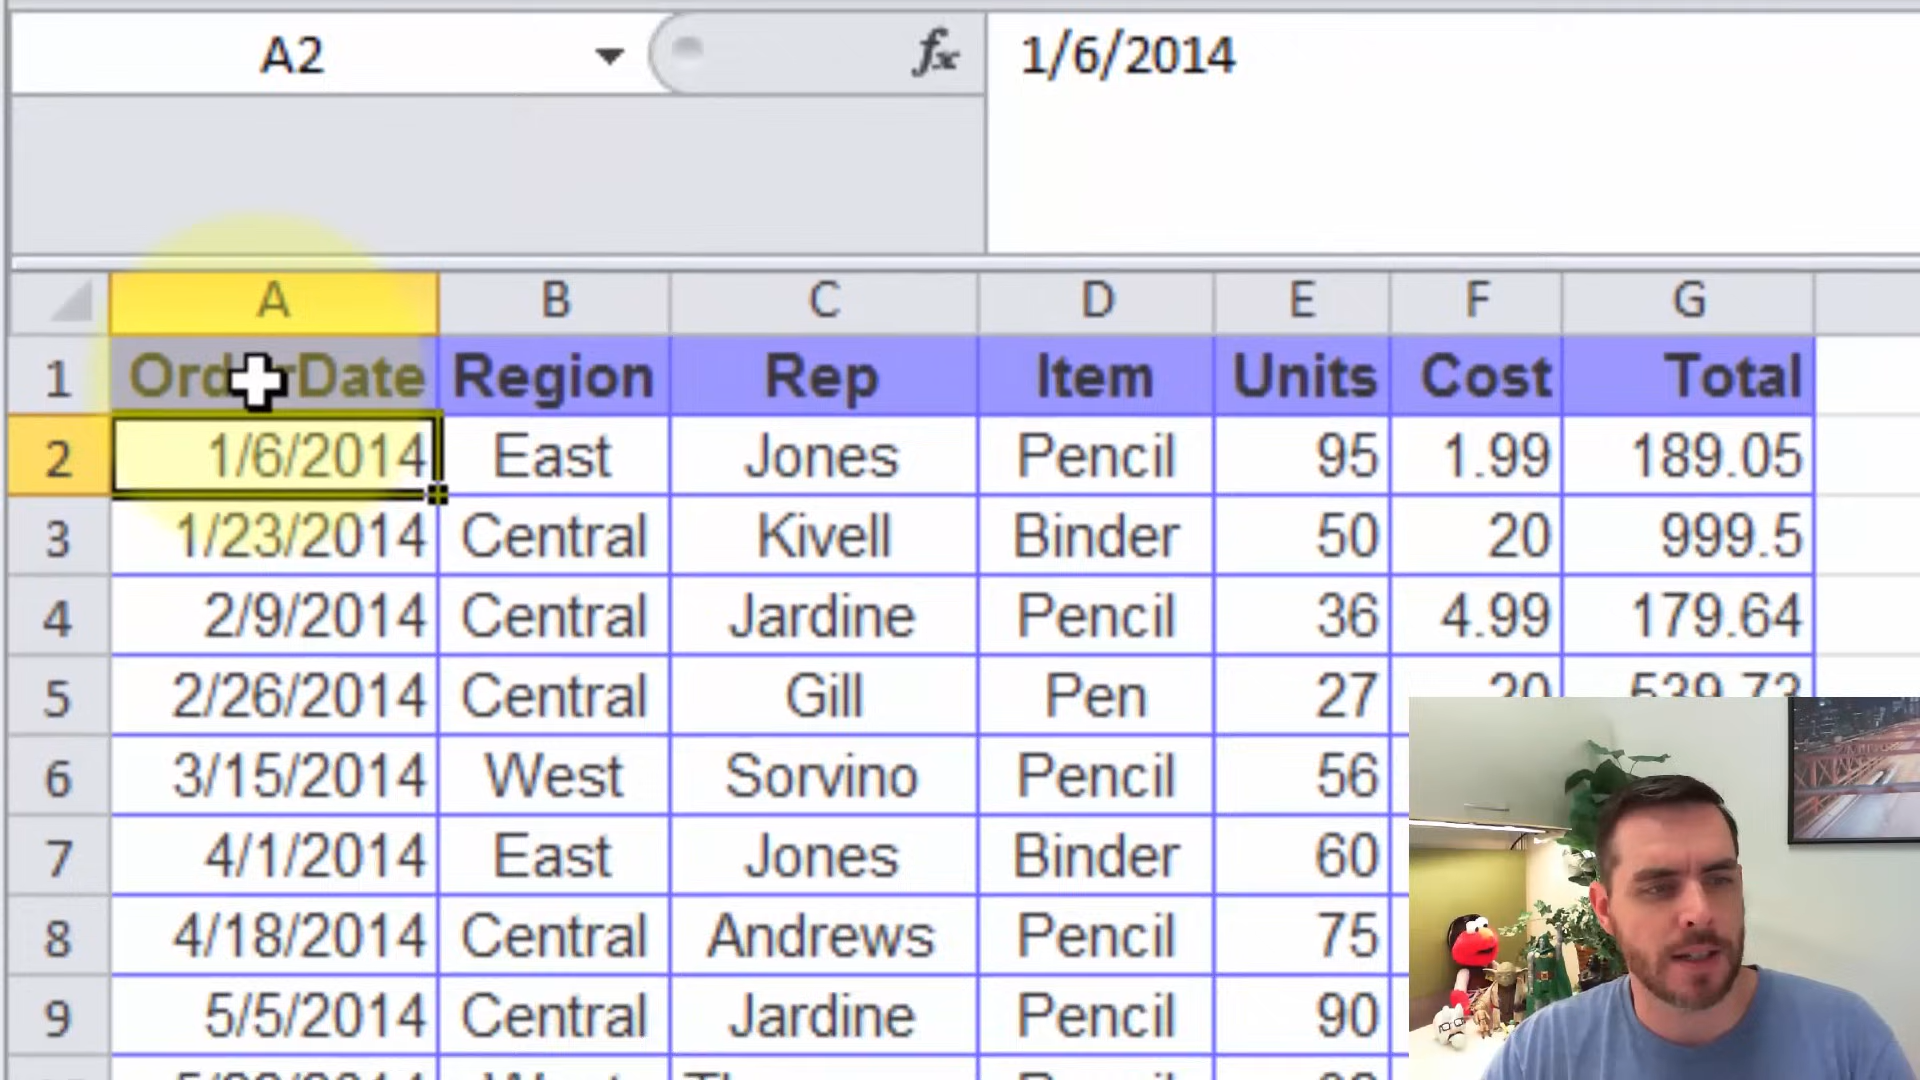 A2 fx 1/6/2014
A B C D E F G
1 OrderDate Region Rep Item Units Cost Total
2 1/6/2014 East Jones Pencil 95 1.99 189.05
3 1/23/2014 Central Kivell Binder 50 20 999.5
4 2/9/2014 Central Jardine Pencil 36 4.99 179.64
5 2/26/2014 Central Gill Pen 27 20 539.73
6 3/15/2014 West Sorvino Pencil 56
7 4/1/2014 East Jones Binder 60
8 4/18/2014 Central Andrews Pencil 75
9 5/5/2014 Central Jardine Pencil 90